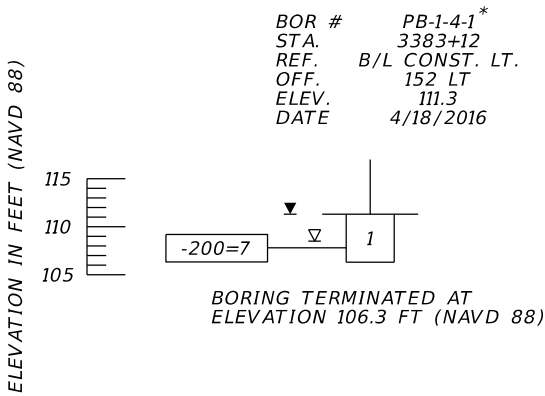 BOR # PB-1-4-1*
STA. 3383+12
REF. B/L CONST. LT.
OFF. 152 LT
ELEV. 111.3
DATE 4/18/2016
ELEVATION IN FEET (NAVD 88)
115
110
105
-200=7
1
BORING TERMINATED AT
ELEVATION 106.3 FT (NAVD 88)